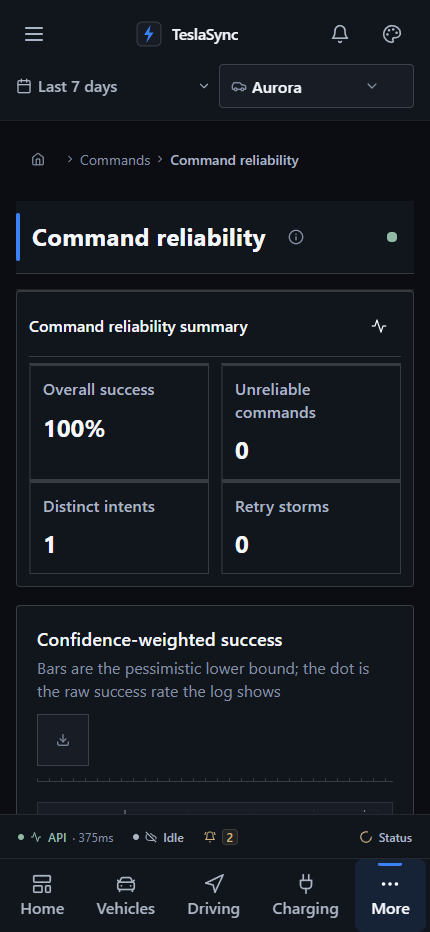 TeslaSync
Last 7 days
Aurora
Commands
Command reliability
Command reliability
Command reliability summary
Overall success
100%
Unreliable
commands
0
Distinct intents
1
Retry storms
0
Confidence-weighted success
Bars are the pessimistic lower bound; the dot is
the raw success rate the log shows
API · 375ms
Idle
2
Status
Home
Vehicles
Driving
Charging
More